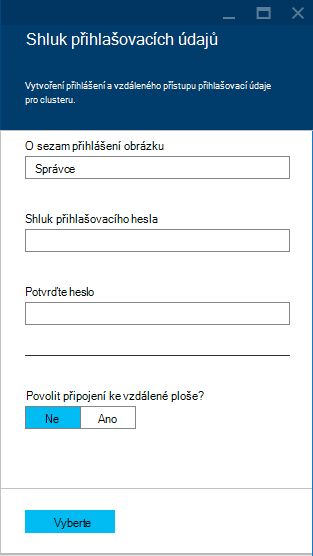 Shluk přihlašovacích údajů
Vytvoření přihlášení a vzdáleného přístupu přihlašovací údaje
pro clusteru.
O sezam přihlášení obrázku
Správce
Shluk přihlašovacího hesla
Potvrďte heslo
Povolit připojení ke vzdálené ploše?
Ne Ano
Vyberte